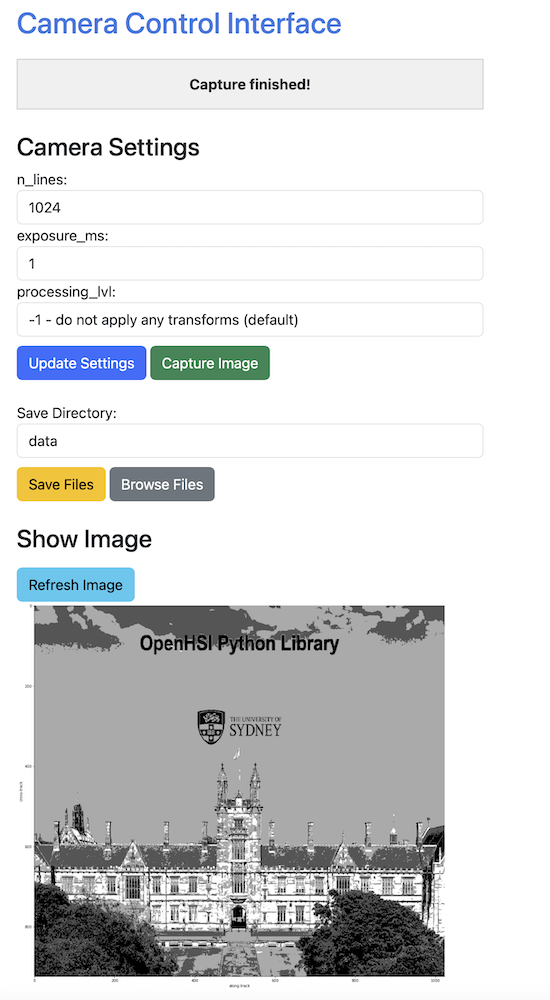 Camera Control Interface
Capture finished!
Camera Settings
n_lines:
1024
exposure_ms:
1
processing_lvl:
-1 - do not apply any transforms (default)
Update Settings Capture Image
Save Directory:
data
Save Files Browse Files
Show Image
Refresh Image
0
OpenHSI Python Library
200
THE UNIVERSITY OF
SYDNEY
400
cross-track
600
800
0 200 400 600 800 1000
along-track